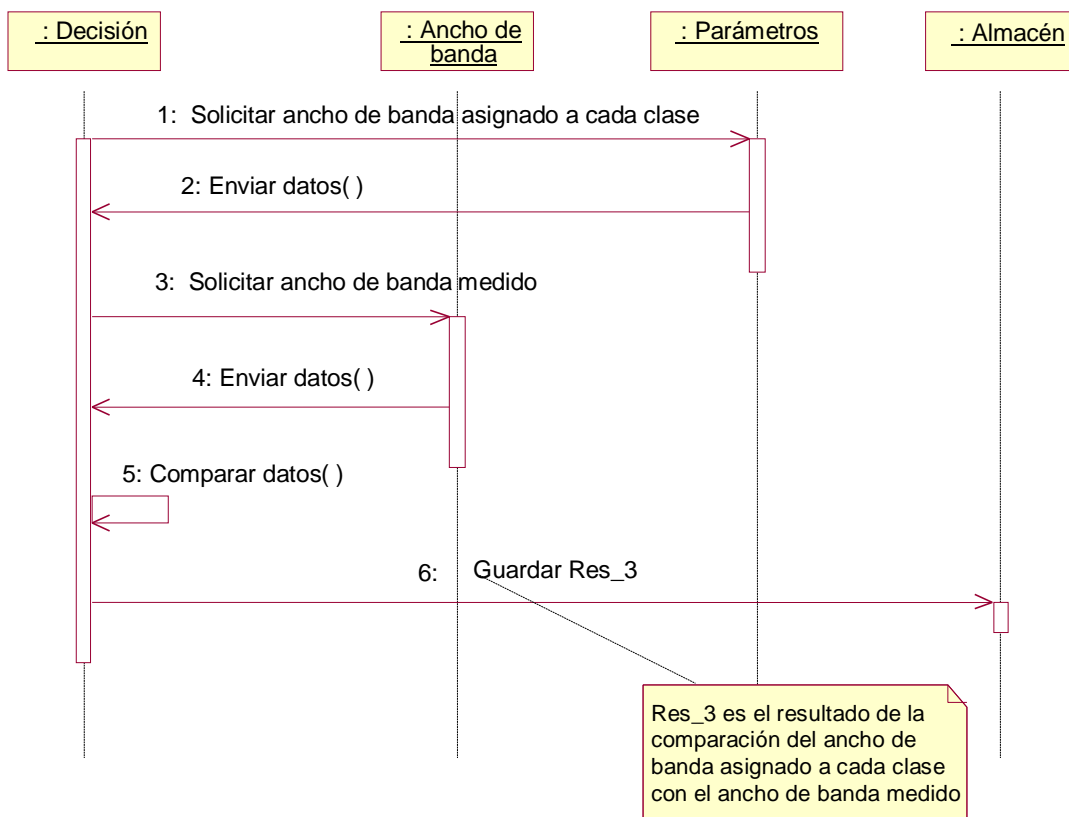 : Decisión
: Ancho de
banda
: Parámetros
: Almacén
1: Solicitar ancho de banda asignado a cada clase
2: Enviar datos( )
3: Solicitar ancho de banda medido
4: Enviar datos( )
5: Comparar datos( )
6: Guardar Res_3
Res_3 es el resultado de la
comparación del ancho de
banda asignado a cada clase
con el ancho de banda medido